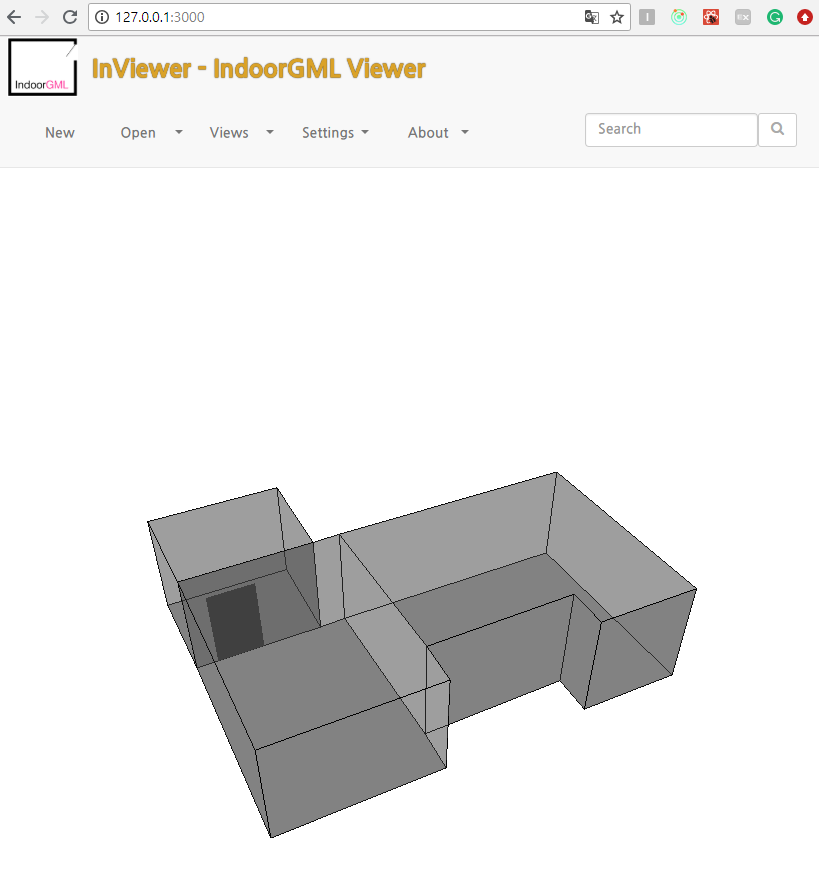 127.0.0.1:3000
IndoorGML
InViewer - IndoorGML Viewer
New Open Views Settings About Search